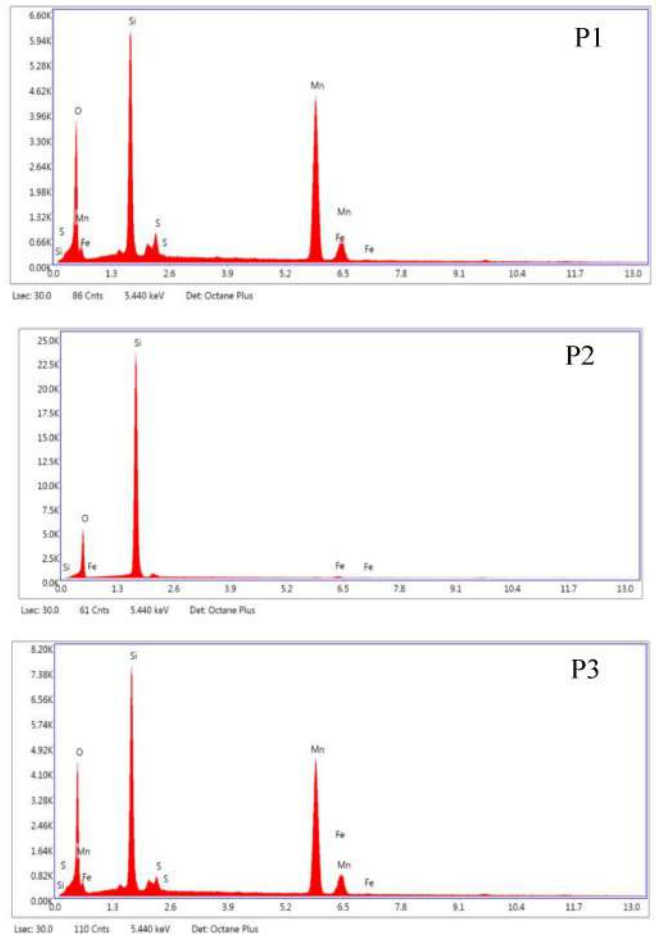 P1
6.60K
5.94K
5.28K
4.62K
3.96K
3.30K
2.64K
1.98K
1.32K
0.66K
0.00K
Si
O
Mn
S
Mn
Fe
Si
S
S
Mn
Fe
Fe
0.0 1.3 2.6 3.9 5.2 6.5 7.8 9.1 10.4 11.7 13.0
Lsec: 30.0 86 Cnts 5.440 keV Det: Octane Plus
P2
25.0K
22.5K
20.0K
17.5K
15.0K
12.5K
10.0K
7.5K
5.0K
2.5K
0.0K
Si
O
Si
Fe
Fe
Fe
0.0 1.3 2.6 3.9 5.2 6.5 7.8 9.1 10.4 11.7 13.0
Lsec: 30.0 61 Cnts 5.440 keV Det: Octane Plus
P3
8.20K
7.38K
6.56K
5.74K
4.92K
4.10K
3.28K
2.46K
1.64K
0.82K
0.00K
Si
O
Mn
Fe
Mn
S
Si
Fe
S
S
Mn
Fe
0.0 1.3 2.6 3.9 5.2 6.5 7.8 9.1 10.4 11.7 13.0
Lsec: 30.0 110 Cnts 5.440 keV Det: Octane Plus